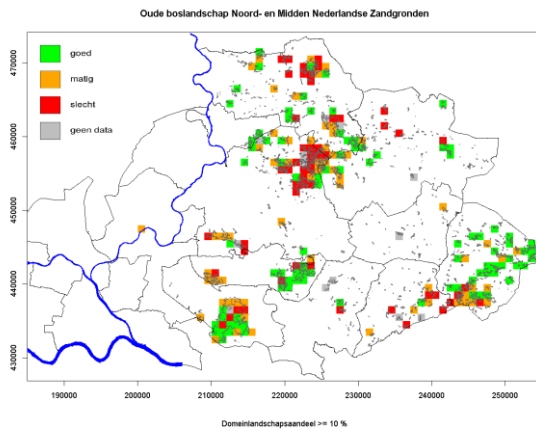 Oude boslandschap Noord- en Midden Nederlandse Zandgronden
goed
matig
slecht
geen data
470000
460000
450000
440000
430000
190000 200000 210000 220000 230000 240000 250000
Domeinlandschapsaandeel >= 10 %